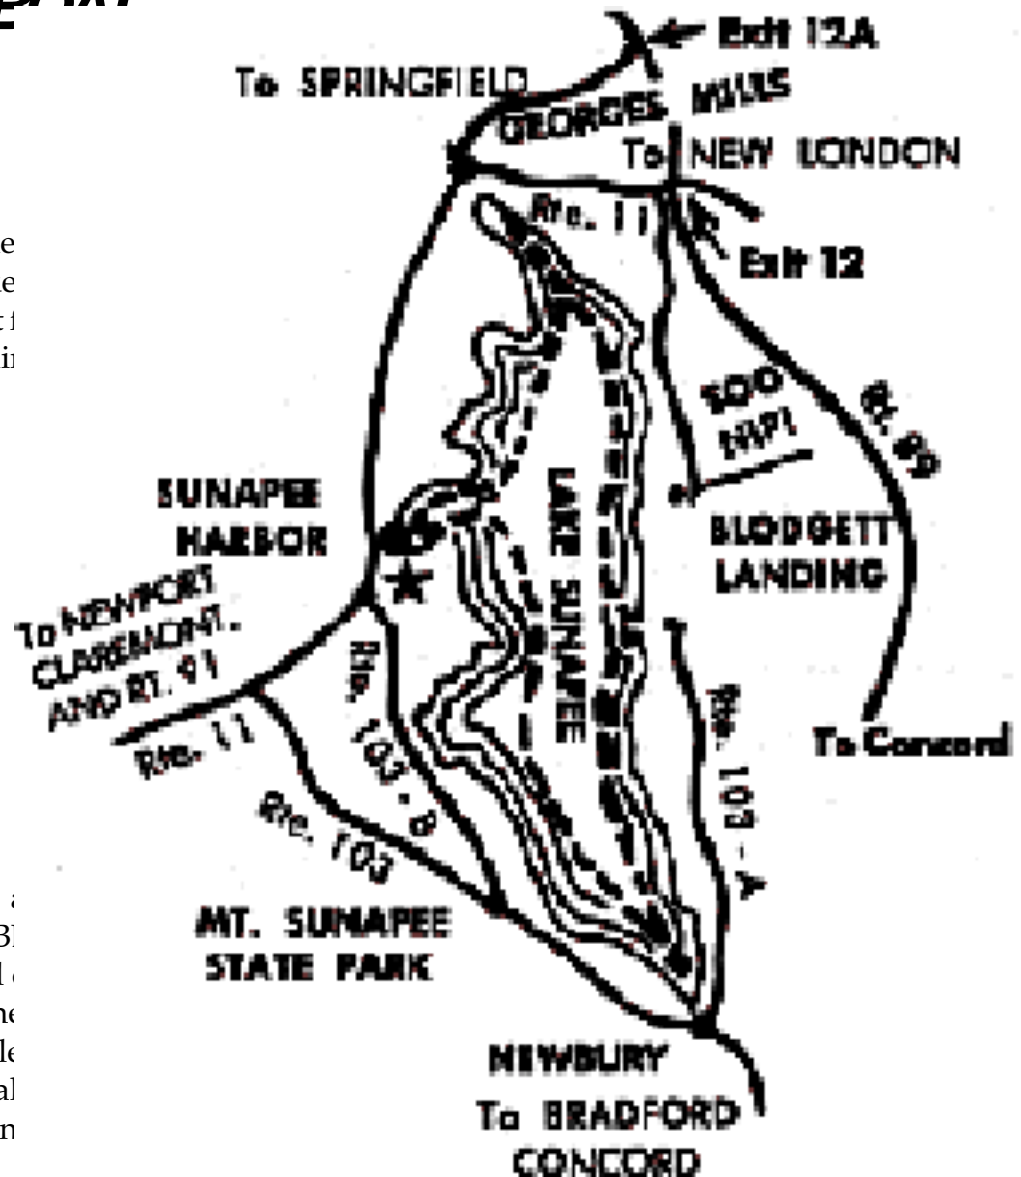 Exit 12A
To SPRINGFIELD
GEORGES MILLS
To NEW LONDON
Rte. 11
Exit 12
SOO
NIPI
Rt. 89
SUNAPEE
HARBOR
LAKE SUNAPEE
BLODGETT
LANDING
To NEWPORT
CLAREMONT.
AND RT. 91
Rte. 11
Rte. 103-B
Rte. 103-A
To Concord
Rte. 103
MT. SUNAPEE
STATE PARK
NEWBURY
To BRADFORD
CONCORD